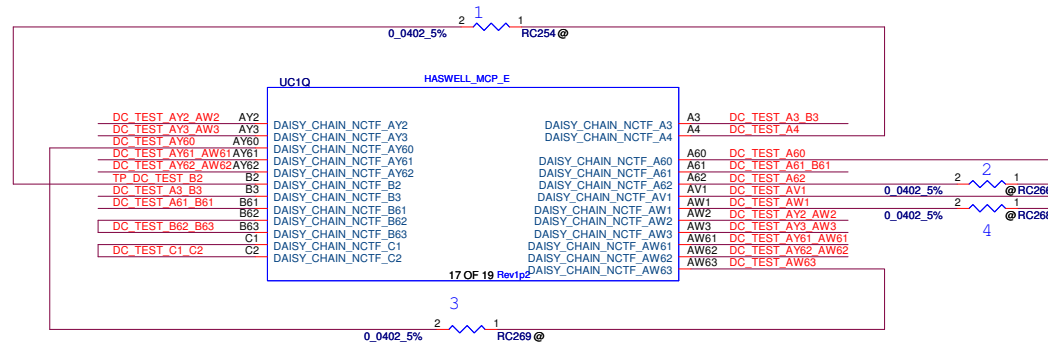 1
2 1
0_0402_5% RC254 @
UC1Q HASWELL_MCP_E
DC_TEST_AY2_AW2 AY2 DAISY_CHAIN_NCTF_AY2
DC_TEST_AY3_AW3 AY3 DAISY_CHAIN_NCTF_AY3
DC_TEST_AY60 AY60 DAISY_CHAIN_NCTF_AY60
DC_TEST_AY61_AW61 AY61 DAISY_CHAIN_NCTF_AY61
DC_TEST_AY62_AW62 AY62 DAISY_CHAIN_NCTF_AY62
TP_DC_TEST_B2 B2 DAISY_CHAIN_NCTF_B2
DC_TEST_A3_B3 B3 DAISY_CHAIN_NCTF_B3
DC_TEST_A61_B61 B61 DAISY_CHAIN_NCTF_B61
B62 DAISY_CHAIN_NCTF_B62
DC_TEST_B62_B63 B63 DAISY_CHAIN_NCTF_B63
C1 DAISY_CHAIN_NCTF_C1
DC_TEST_C1_C2 C2 DAISY_CHAIN_NCTF_C2
DAISY_CHAIN_NCTF_A3 A3 DC_TEST_A3_B3
DAISY_CHAIN_NCTF_A4 A4 DC_TEST_A4
DAISY_CHAIN_NCTF_A60 A60 DC_TEST_A60
DAISY_CHAIN_NCTF_A61 A61 DC_TEST_A61_B61
DAISY_CHAIN_NCTF_A62 A62 DC_TEST_A62
DAISY_CHAIN_NCTF_AV1 AV1 DC_TEST_AV1
DAISY_CHAIN_NCTF_AW1 AW1 DC_TEST_AW1
DAISY_CHAIN_NCTF_AW2 AW2 DC_TEST_AY2_AW2
DAISY_CHAIN_NCTF_AW3 AW3 DC_TEST_AY3_AW3
DAISY_CHAIN_NCTF_AW61 AW61 DC_TEST_AY61_AW61
DAISY_CHAIN_NCTF_AW62 AW62 DC_TEST_AY62_AW62
DAISY_CHAIN_NCTF_AW63 AW63 DC_TEST_AW63
17 OF 19 Rev1p2
2
2 1
0_0402_5% @ RC266
2 1
0_0402_5% @ RC268
4
3
2 1
0_0402_5% RC269 @